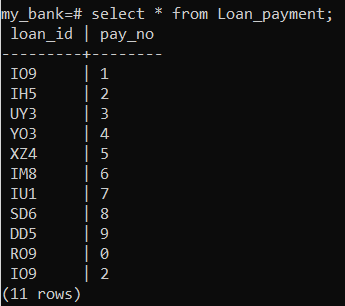 my_bank=# select * from Loan_payment;
 loan_id | pay_no
---------+--------
 IO9     | 1
 IH5     | 2
 UY3     | 3
 YO3     | 4
 XZ4     | 5
 IM8     | 6
 IU1     | 7
 SD6     | 8
 DD5     | 9
 RO9     | 0
 IO9     | 2
(11 rows)